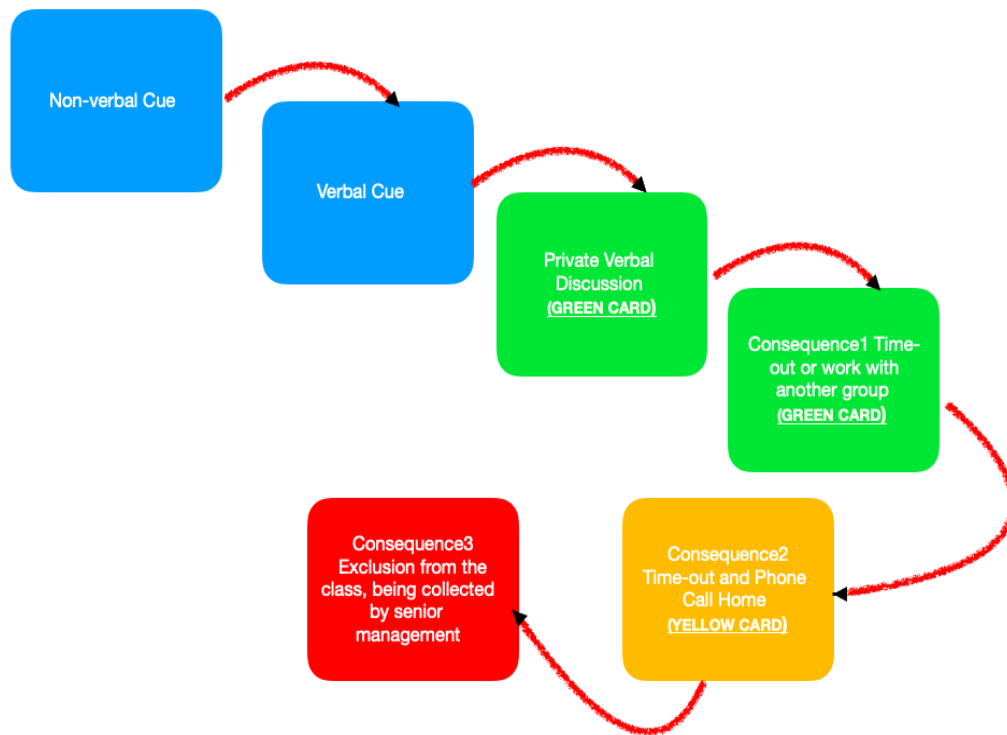 Non-verbal Cue
Verbal Cue
Private Verbal
Discussion
(GREEN CARD)
Consequence1 Time-
out or work with
another group
(GREEN CARD)
Consequence2
Time-out and Phone
Call Home
(YELLOW CARD)
Consequence3
Exclusion from the
class, being collected
by senior
management